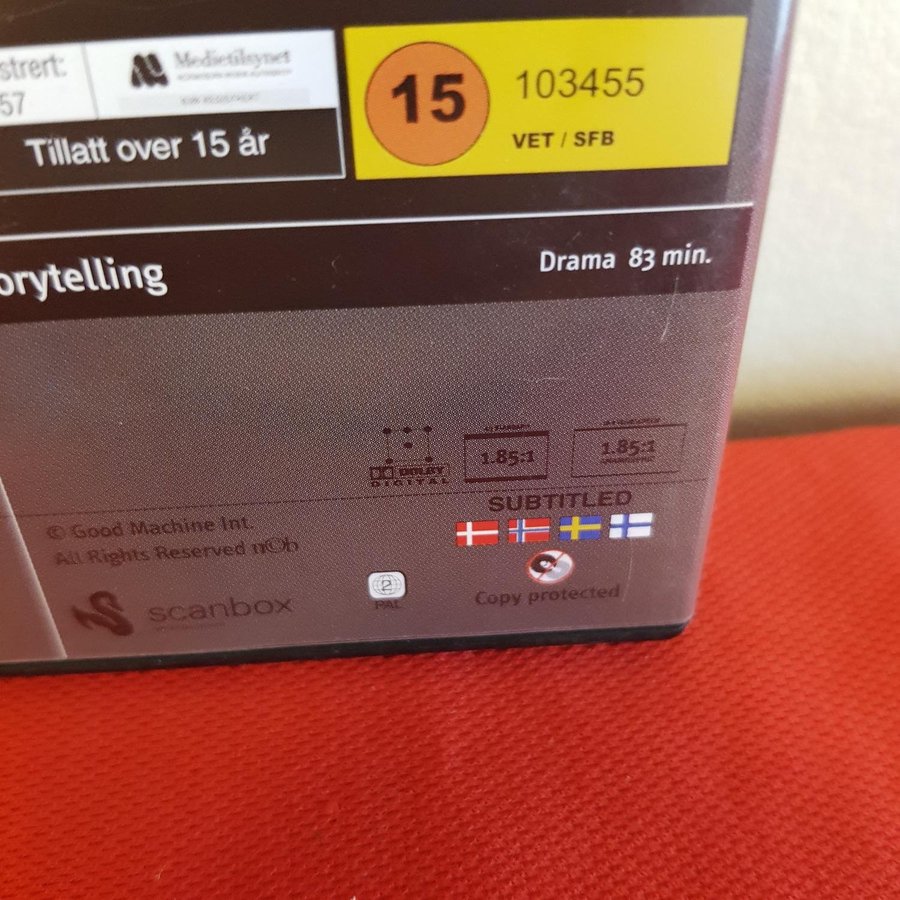 strert:
57
Medietilsynet
Tillatt over 15 år
15
103455
VET / SFB
orytelling
Drama 83 min.
DOLBY
DIGITAL
1.85:1
1.85:1
SUBTITLED
© Good Machine Int.
All Rights Reserved
scanbox
2
PAL
Copy protected